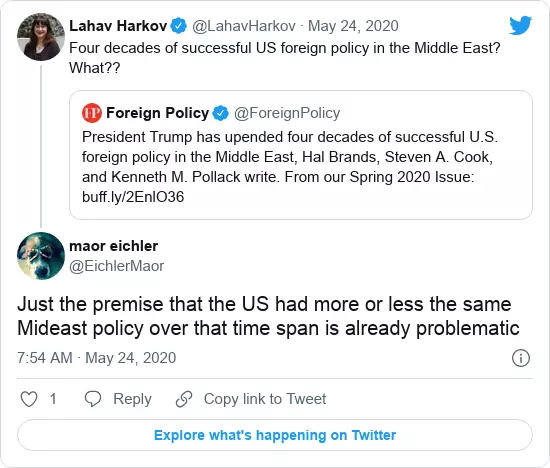 Lahav Harkov @LahavHarkov · May 24, 2020
Four decades of successful US foreign policy in the Middle East?
What??
FP Foreign Policy @ForeignPolicy
President Trump has upended four decades of successful U.S.
foreign policy in the Middle East, Hal Brands, Steven A. Cook,
and Kenneth M. Pollack write. From our Spring 2020 Issue:
buff.ly/2EnlO36
maor eichler
@EichlerMaor
Just the premise that the US had more or less the same
Mideast policy over that time span is already problematic
7:54 AM · May 24, 2020
1 Reply Copy link to Tweet
Explore what's happening on Twitter